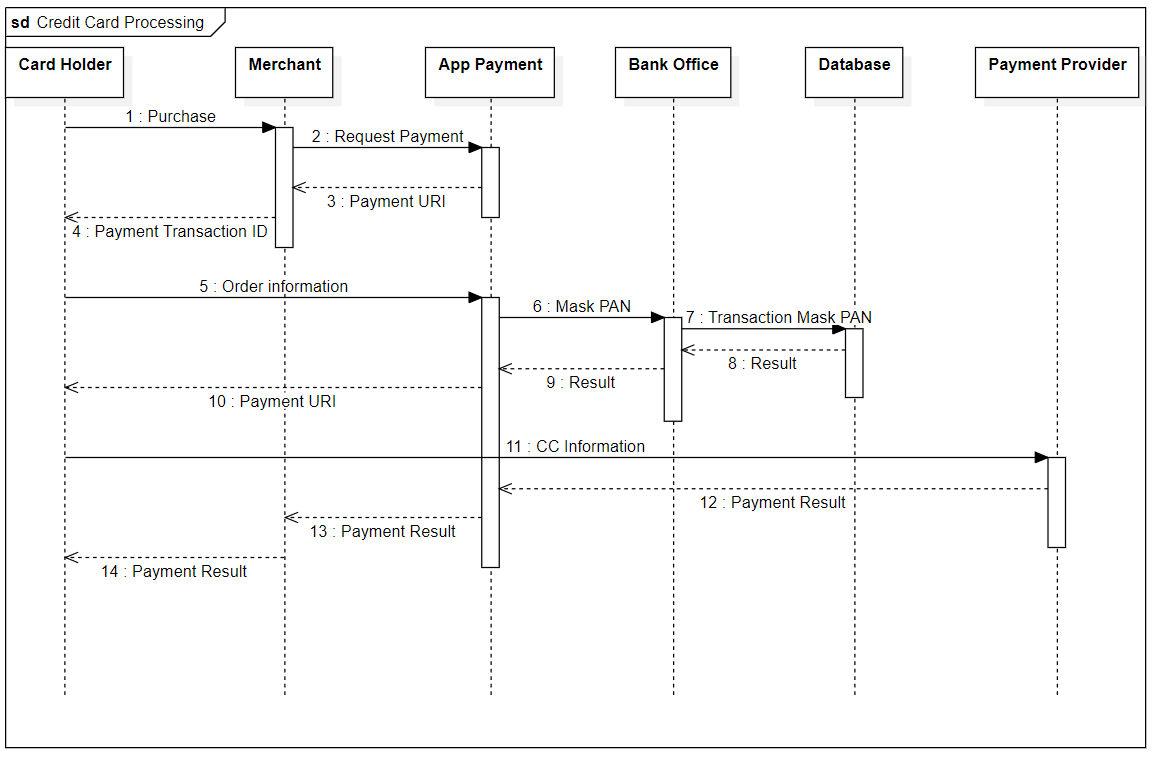 sd Credit Card Processing
Card Holder
Merchant
App Payment
Bank Office
Database
Payment Provider
1 : Purchase
2 : Request Payment
3 : Payment URI
4 : Payment Transaction ID
5 : Order information
6 : Mask PAN
7 : Transaction Mask PAN
8 : Result
9 : Result
10 : Payment URI
11 : CC Information
12 : Payment Result
13 : Payment Result
14 : Payment Result